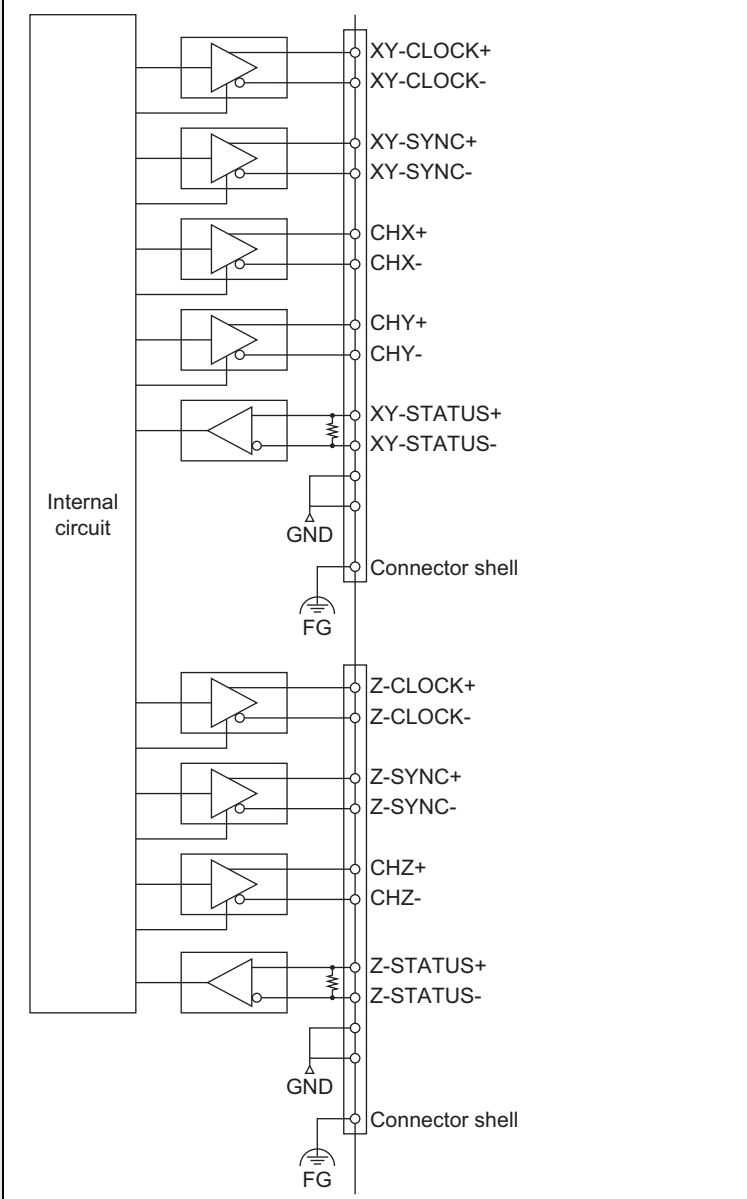 XY-CLOCK+
XY-CLOCK-
XY-SYNC+
XY-SYNC-
CHX+
CHX-
CHY+
CHY-
XY-STATUS+
XY-STATUS-
Internal
circuit
GND
Connector shell
FG
Z-CLOCK+
Z-CLOCK-
Z-SYNC+
Z-SYNC-
CHZ+
CHZ-
Z-STATUS+
Z-STATUS-
GND
Connector shell
FG